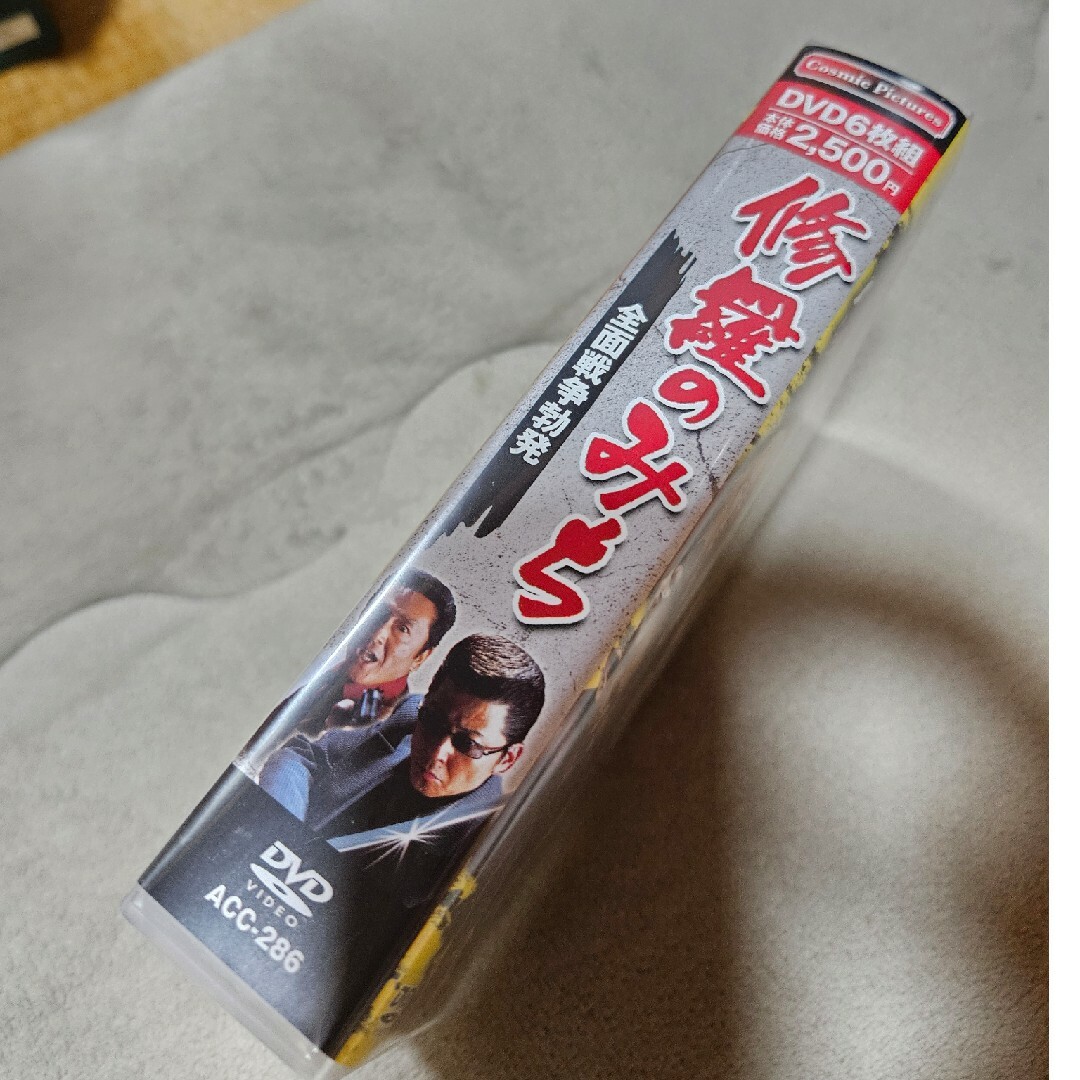 Cosmic Pictures
DVD6枚組
本体価格2,500円
修羅のみち
全面戦争勃発
DVD
VIDEO
ACC-286